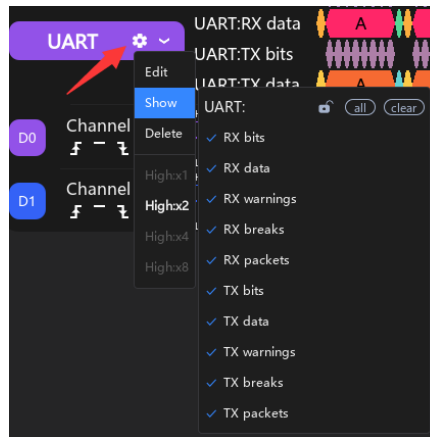 UART
UART:RX data
A
UART:TX bits
UART:TX data
A
Edit
Show
Delete
High:x1
High:x2
High:x4
High:x8
UART:
all
clear
RX bits
RX data
RX warnings
RX breaks
RX packets
TX bits
TX data
TX warnings
TX breaks
TX packets
D0
Channel
D1
Channel